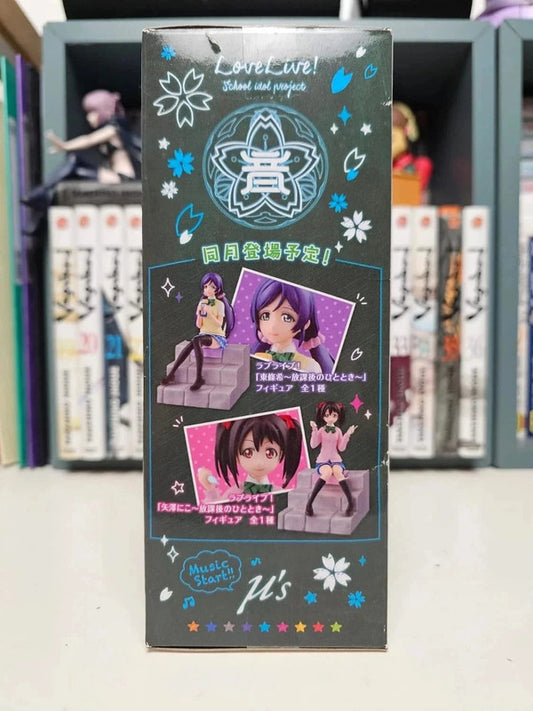 LoveLive!
School idol project
音
同月登場予定!
ラブライブ!
「東條希〜放課後のひととき〜」
フィギュア 全1種
ラブライブ!
「矢澤にこ〜放課後のひととき〜」
フィギュア 全1種
Music
Start!!
μ's
20
21
33